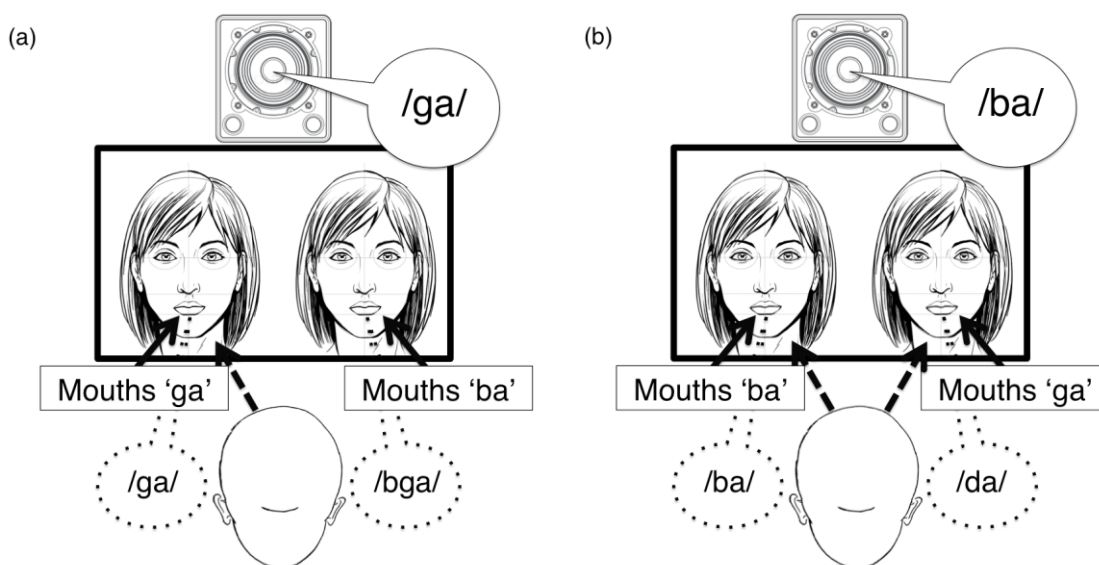 (a)
/ga/
Mouths ‘ga’
Mouths ‘ba’
/ga/
/bga/
(b)
/ba/
Mouths ‘ba’
Mouths ‘ga’
/ba/
/da/